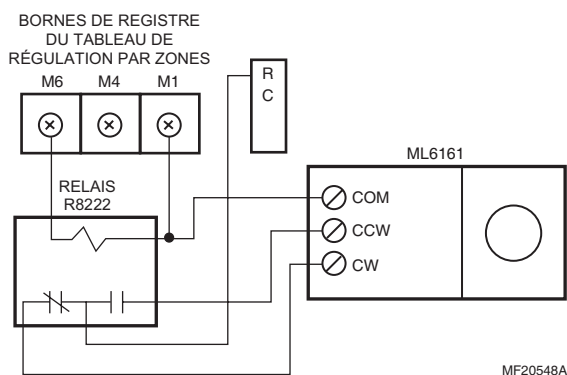 BORNES DE REGISTRE
DU TABLEAU DE
RÉGULATION PAR ZONES
M6 M4 M1
R
C
RELAIS
R8222
ML6161
COM
CCW
CW
MF20548A